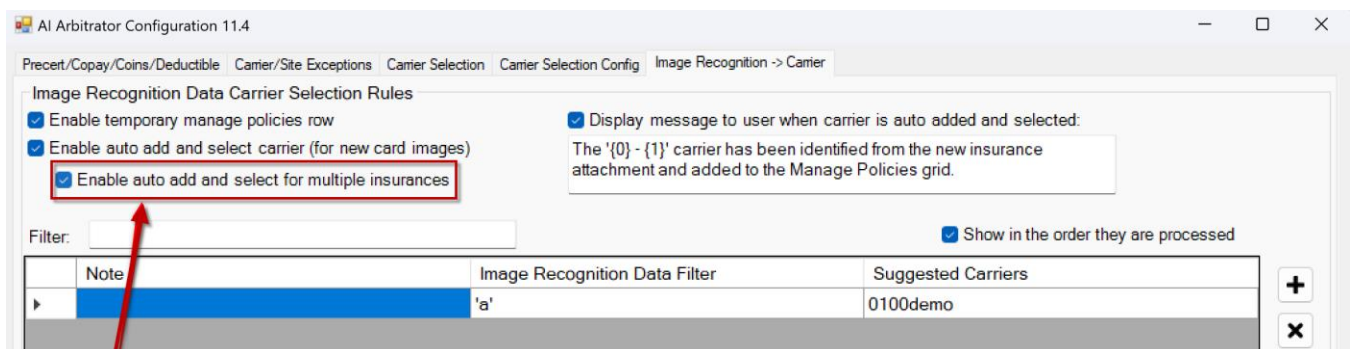 AI Arbitrator Configuration 11.4
Precert/Copay/Coins/Deductible Carrier/Site Exceptions Carrier Selection Carrier Selection Config Image Recognition -> Carrier
Image Recognition Data Carrier Selection Rules
Enable temporary manage policies row
Display message to user when carrier is auto added and selected:
Enable auto add and select carrier (for new card images)
The '{0} - {1}' carrier has been identified from the new insurance
attachment and added to the Manage Policies grid.
Enable auto add and select for multiple insurances
Filter:
Show in the order they are processed
Note Image Recognition Data Filter Suggested Carriers
'a' 0100demo